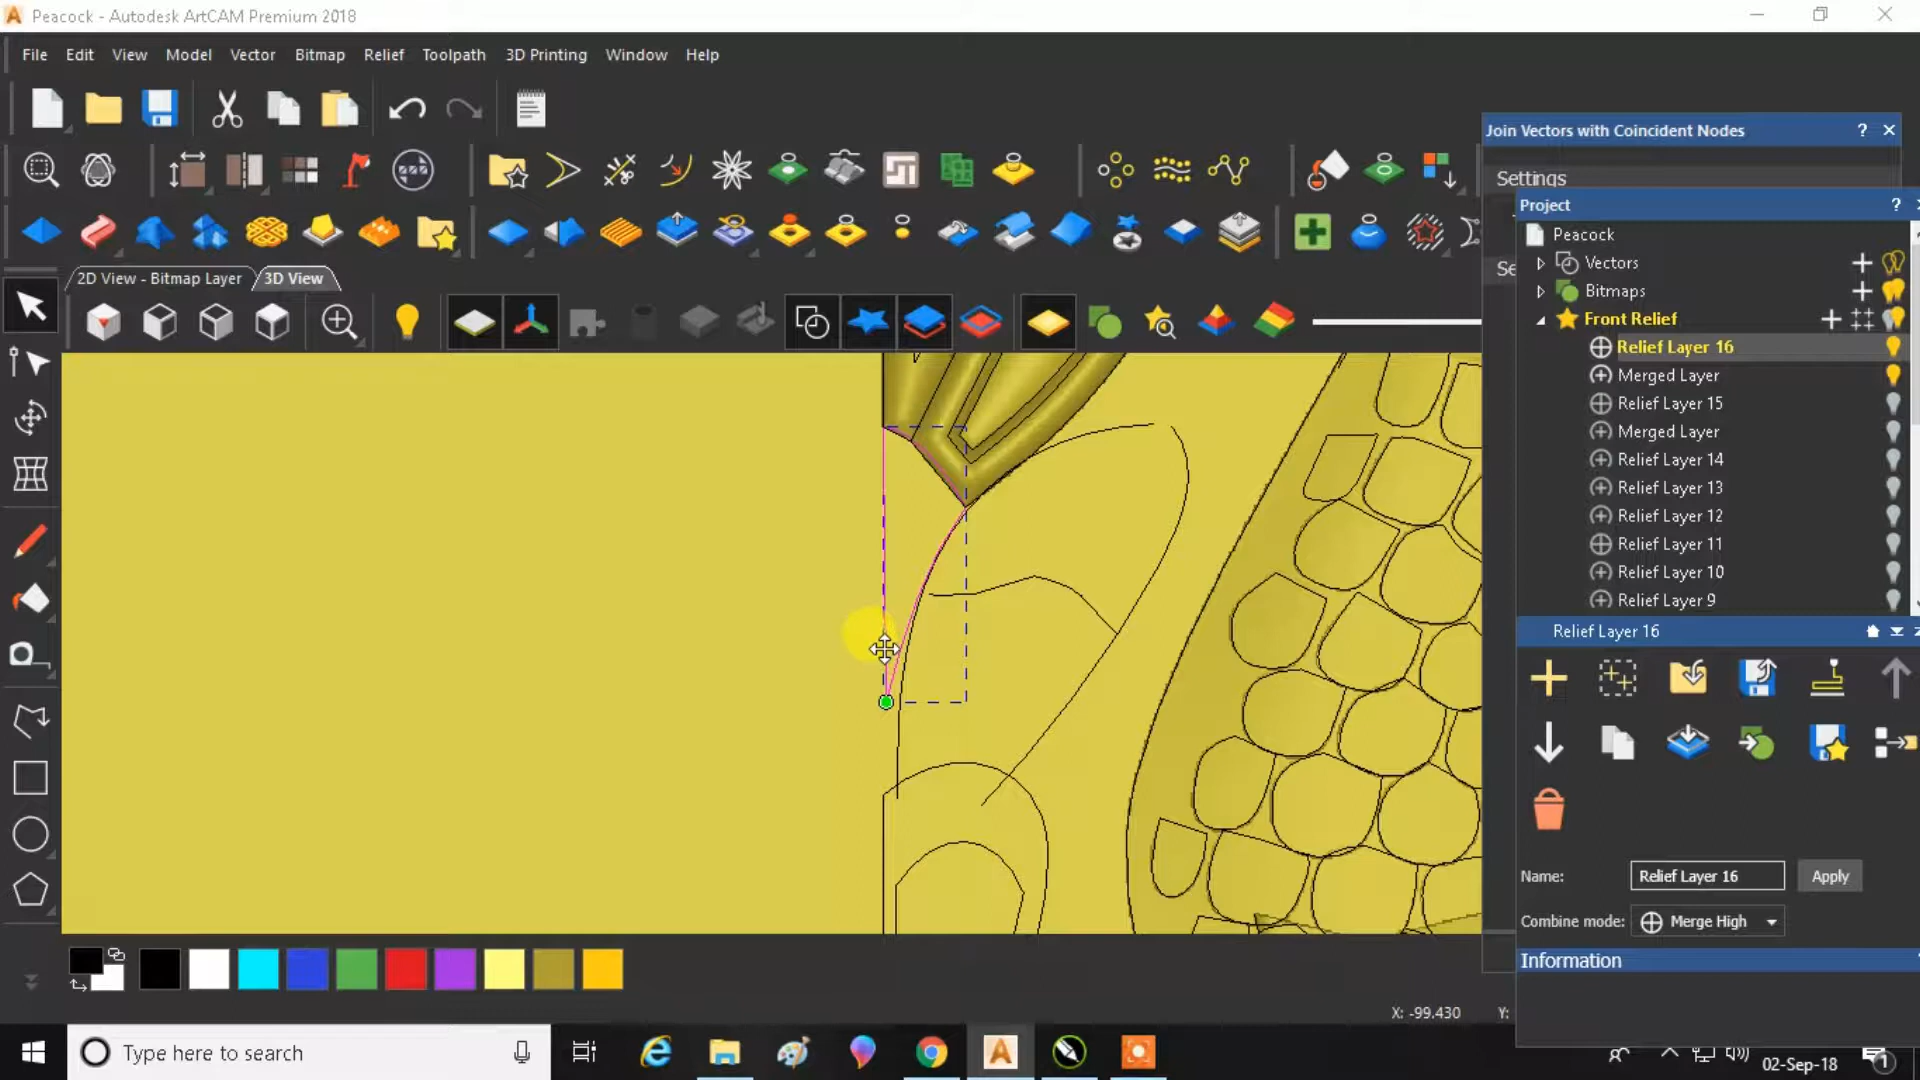 Peacock - Autodesk ArtCAM Premium 2018
File Edit View Model Vector Bitmap Relief Toolpath 3D Printing Window Help
Join Vectors with Coincident Nodes ?
Settings
Project ?
Peacock
Vectors
Bitmaps
Front Relief
Relief Layer 16
Merged Layer
Relief Layer 15
Merged Layer
Relief Layer 14
Relief Layer 13
Relief Layer 12
Relief Layer 11
Relief Layer 10
Relief Layer 9
2D View - Bitmap Layer 3D View
Se
Relief Layer 16
Name: Relief Layer 16 Apply
Combine mode: Merge High
Information
X: -99.430 Y:
Type here to search
02-Sep-18
1